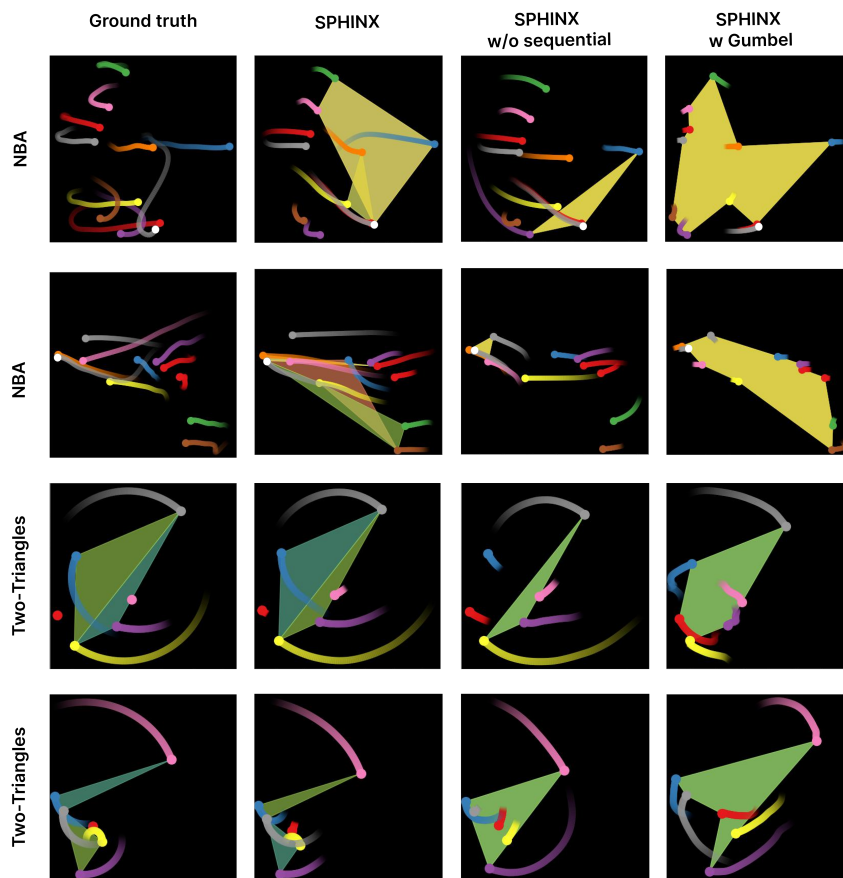 Ground truth
SPHINX
SPHINX
w/o sequential
SPHINX
w Gumbel
NBA
NBA
Two-Triangles
Two-Triangles